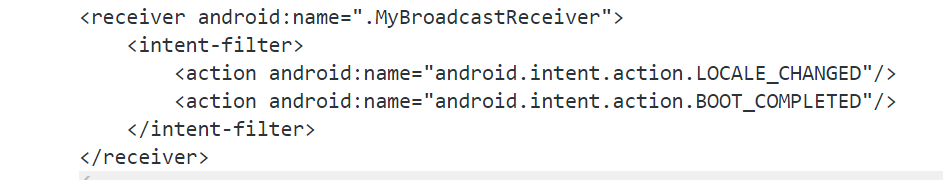 <receiver android:name=".MyBroadcastReceiver">
    <intent-filter>
        <action android:name="android.intent.action.LOCALE_CHANGED"/>
        <action android:name="android.intent.action.BOOT_COMPLETED"/>
    </intent-filter>
</receiver>